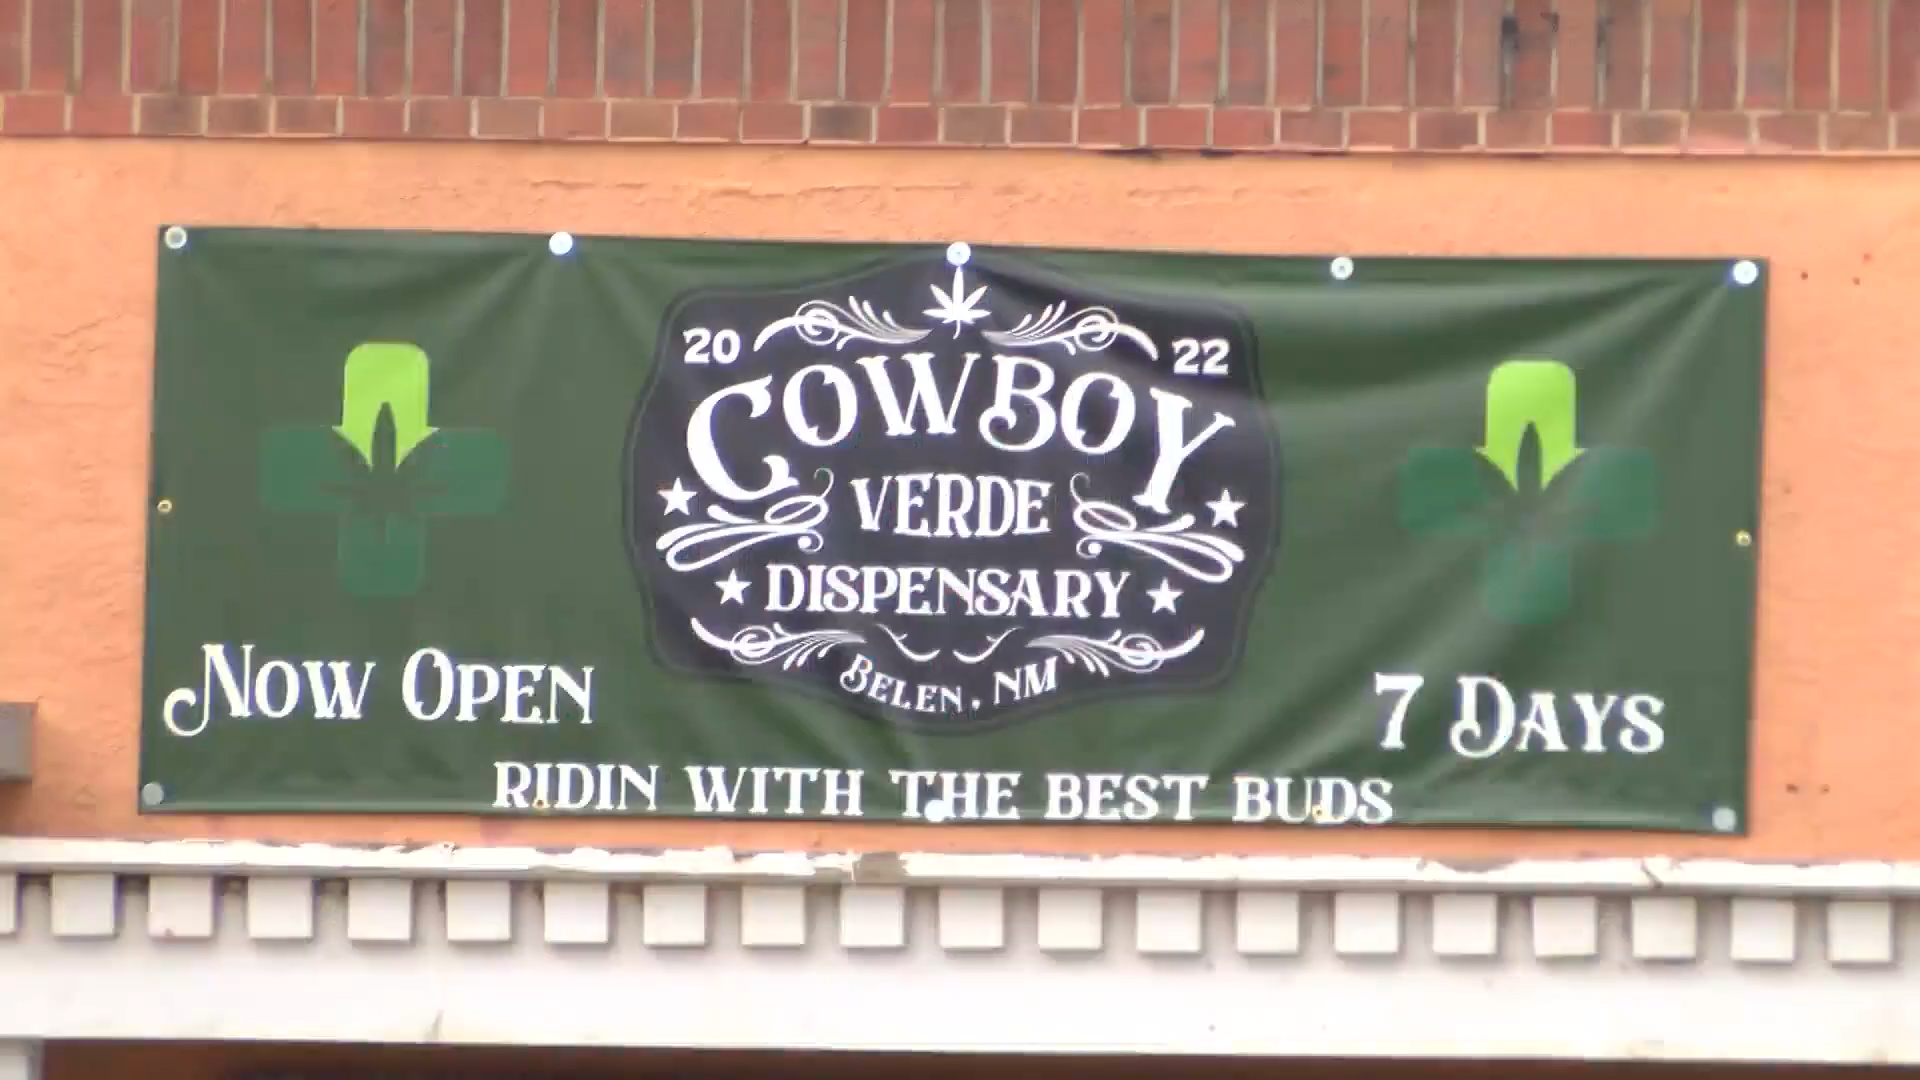 20 22
COWBOY
VERDE
DISPENSARY
BELEN, NM
NOW OPEN
7 DAYS
RIDIN WITH THE BEST BUDS